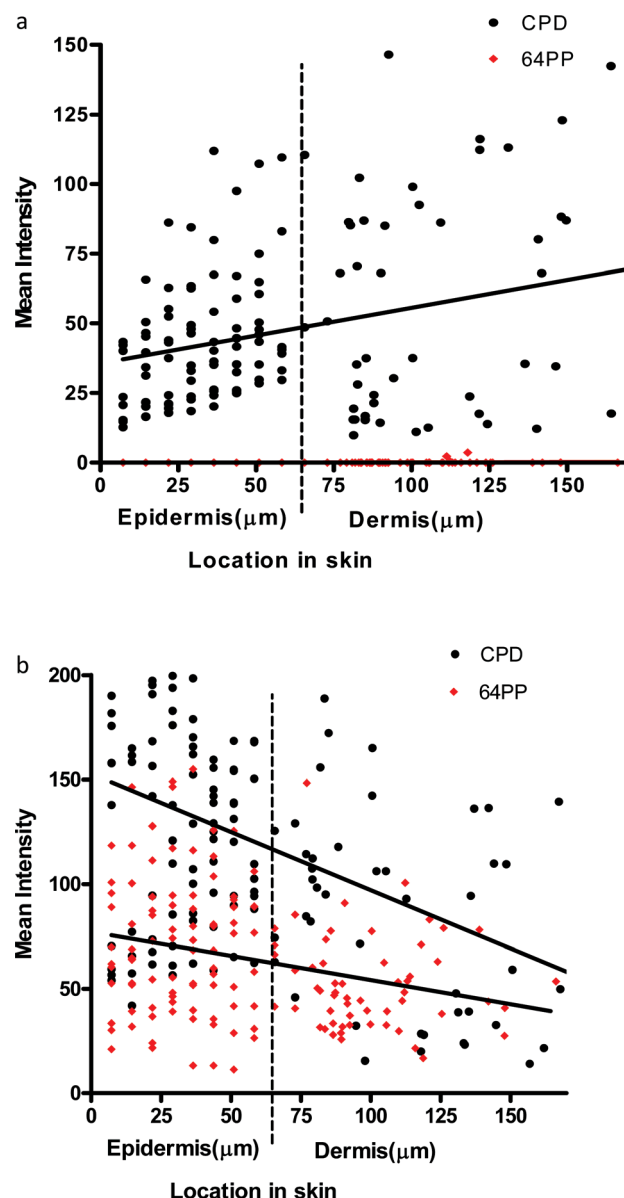 a
CPD
64PP
150
125
100
75
50
25
0
Mean Intensity
0 25 50 75 100 125 150
Epidermis(μm) Dermis(μm)
Location in skin
b
CPD
64PP
200
150
100
50
0
Mean Intensity
0 25 50 75 100 125 150
Epidermis(μm) Dermis(μm)
Location in skin